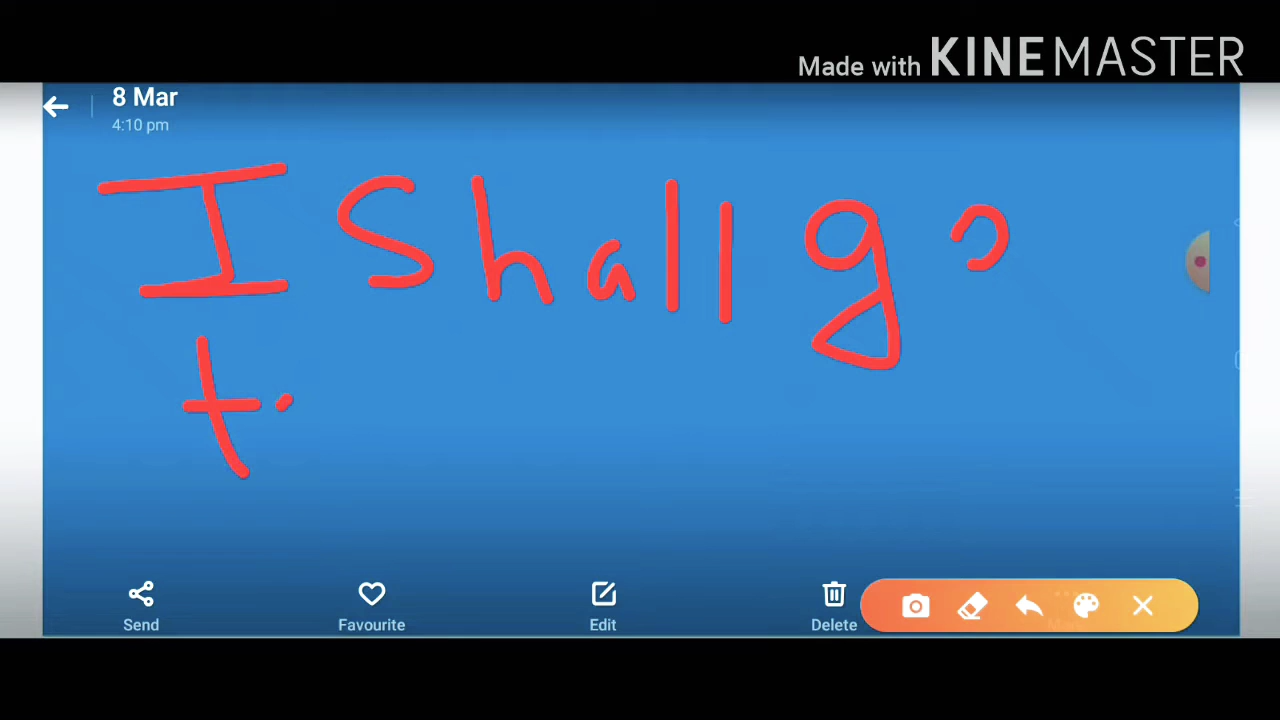 Made with KINEMASTER
8 Mar
4:10 pm
I Shall go
t
Send Favourite Edit Delete